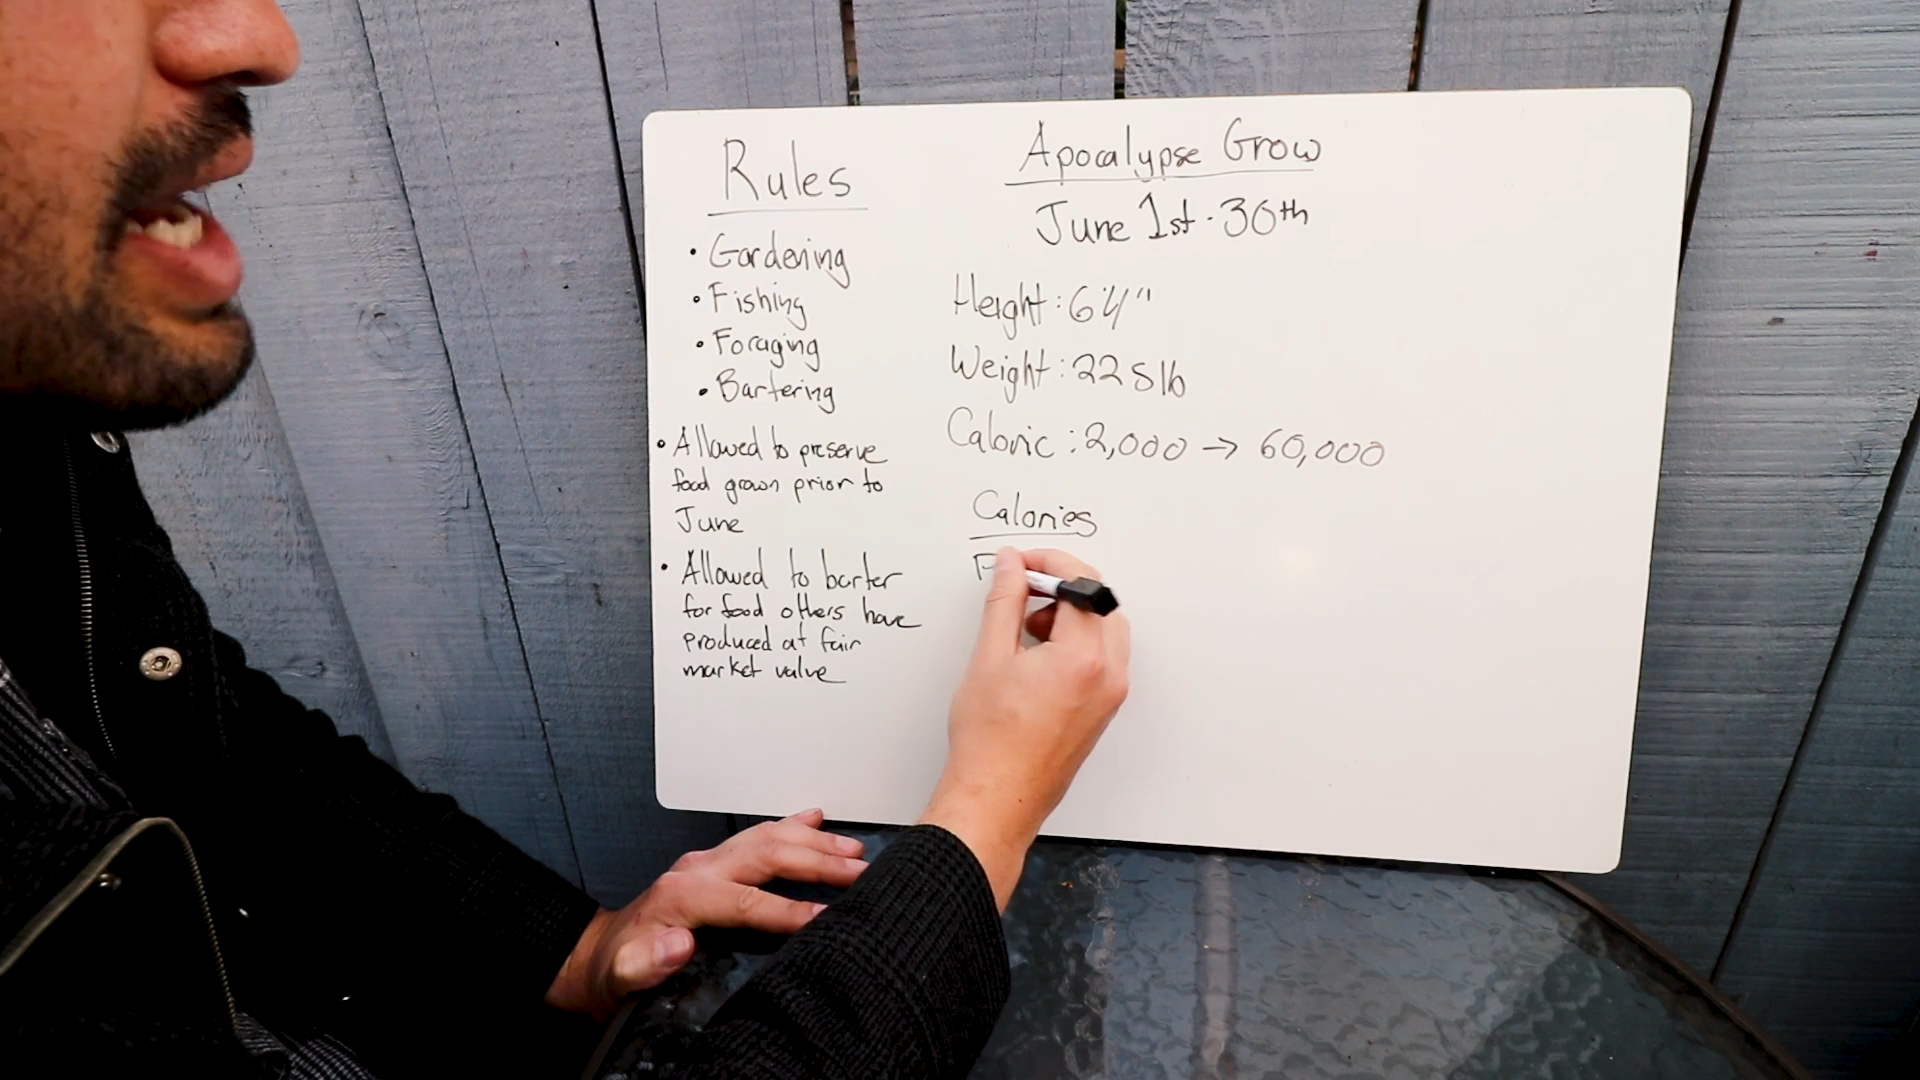 Rules
• Gardening
• Fishing
• Foraging
• Bartering
• Allowed to preserve
food grown prior to
June
• Allowed to barter
for food others have
produced at fair
market value
Apocalypse Grow
June 1st - 30th
Height: 6'4"
Weight: 225lb
Caloric: 2,000 → 60,000
Calories
P